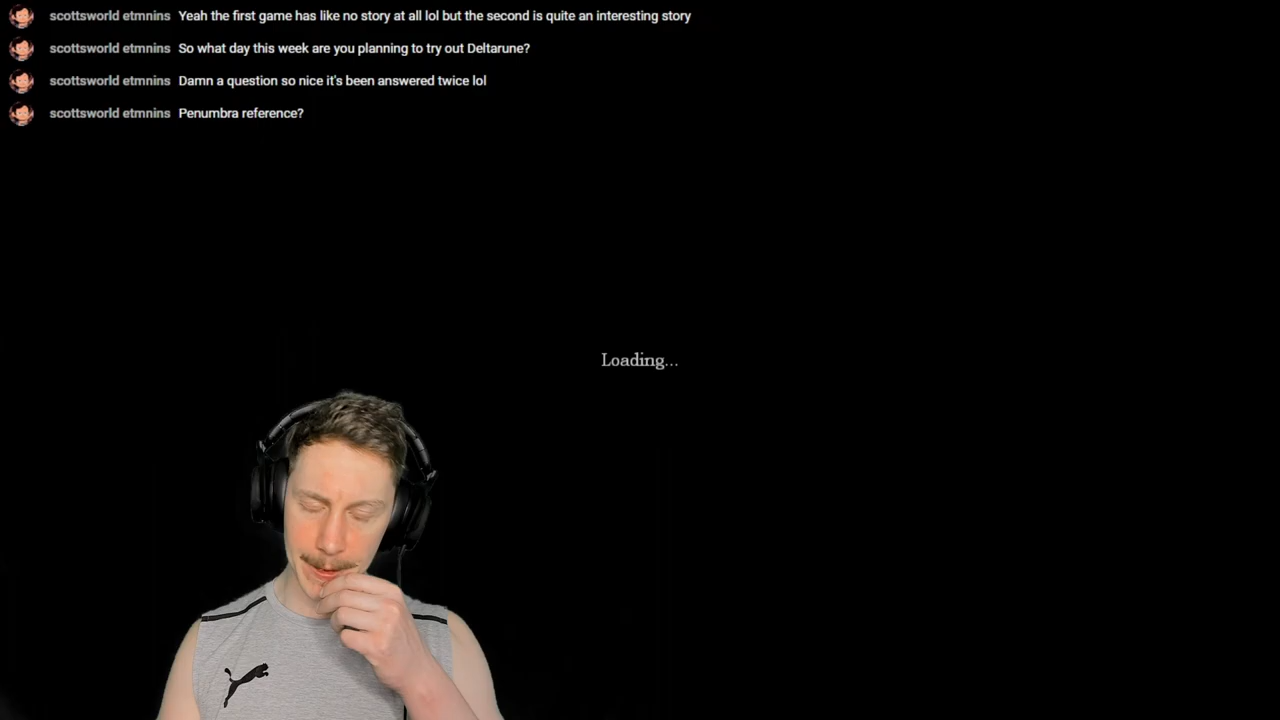 scottsworld etmnins Yeah the first game has like no story at all lol but the second is quite an interesting story
scottsworld etmnins So what day this week are you planning to try out Deltarune?
scottsworld etmnins Damn a question so nice it's been answered twice lol
scottsworld etmnins Penumbra reference?
Loading...